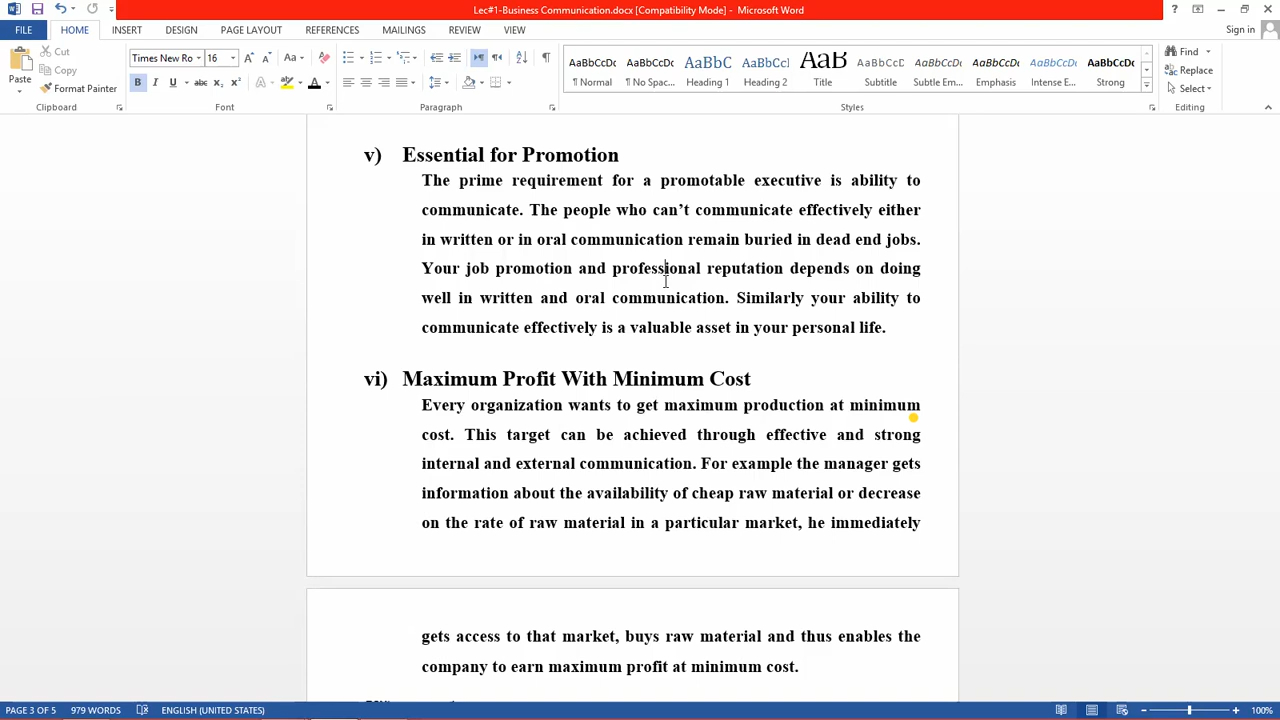 Lec#1-Business Communication.docx [Compatibility Mode] - Microsoft Word
FILE HOME INSERT DESIGN PAGE LAYOUT REFERENCES MAILINGS REVIEW VIEW Sign in
Paste
Cut
Copy
Format Painter
Times New Ro 16
AaBbCcDc AaBbCcDc AaBbC AaBbCc AaB AaBbCcD AaBbCcDc AaBbCcDc AaBbCcDc AaBbCcDc
¶ Normal ¶ No Spac... Heading 1 Heading 2 Title Subtitle Subtle Em... Emphasis Intense E... Strong
Find
Replace
Select
Clipboard Font Paragraph Styles Editing
v) Essential for Promotion
The prime requirement for a promotable executive is ability to
communicate. The people who can’t communicate effectively either
in written or in oral communication remain buried in dead end jobs.
Your job promotion and professional reputation depends on doing
well in written and oral communication. Similarly your ability to
communicate effectively is a valuable asset in your personal life.
vi) Maximum Profit With Minimum Cost
Every organization wants to get maximum production at minimum
cost. This target can be achieved through effective and strong
internal and external communication. For example the manager gets
information about the availability of cheap raw material or decrease
on the rate of raw material in a particular market, he immediately
gets access to that market, buys raw material and thus enables the
company to earn maximum profit at minimum cost.
PAGE 3 OF 5 979 WORDS ENGLISH (UNITED STATES) 100%